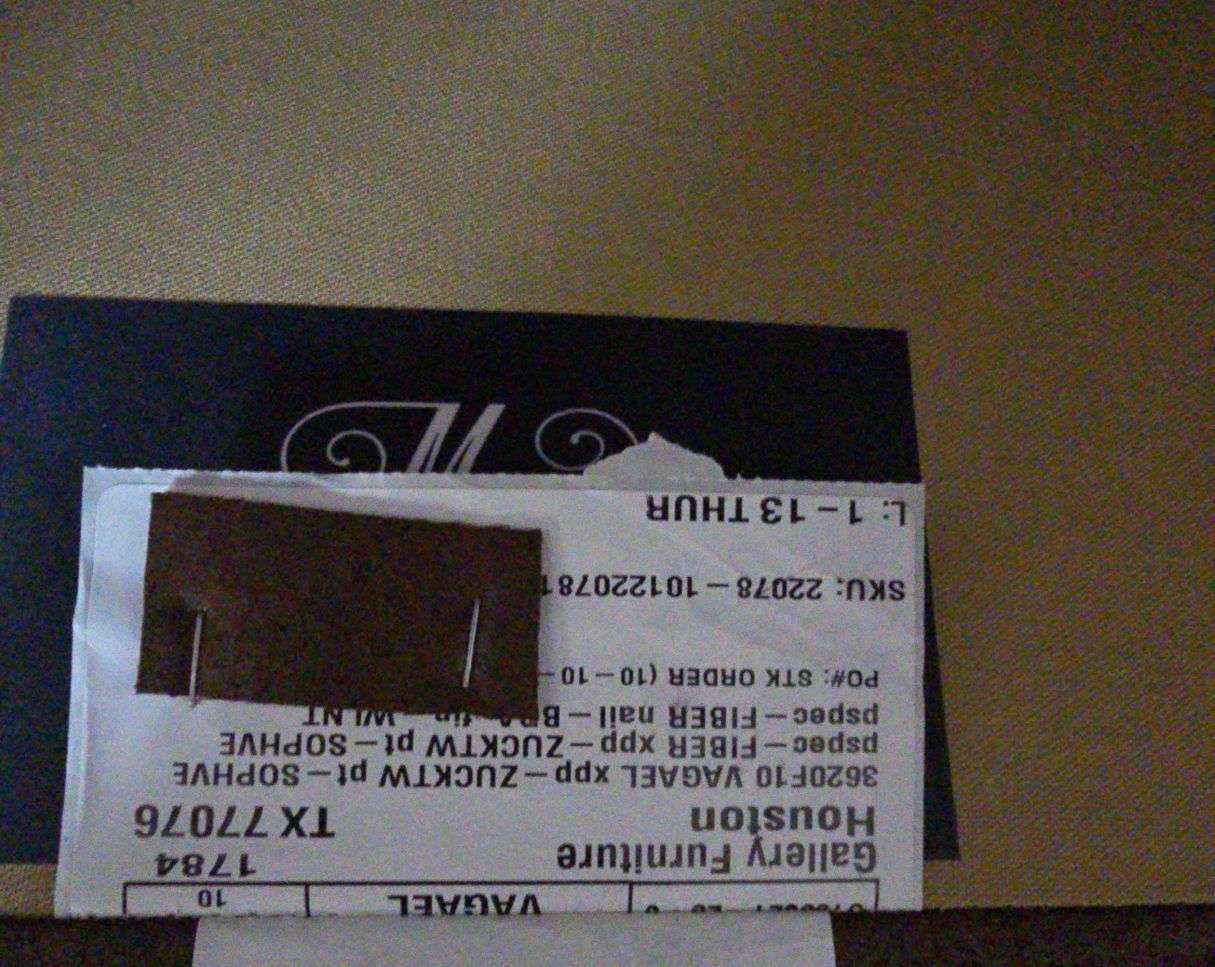 VAGAEL 10
Gallery Furniture 1784
Houston TX 77076
3620F10 VAGAEL xpp-ZUCKTW pt-SOPHVE
pspec-FIBER xpp-ZUCKTW pt-SOPHVE
pspec-FIBER nail-
PO#: STK ORDER (10-10-
SKU: 22078-10122078
L: 1-13 THUR
M